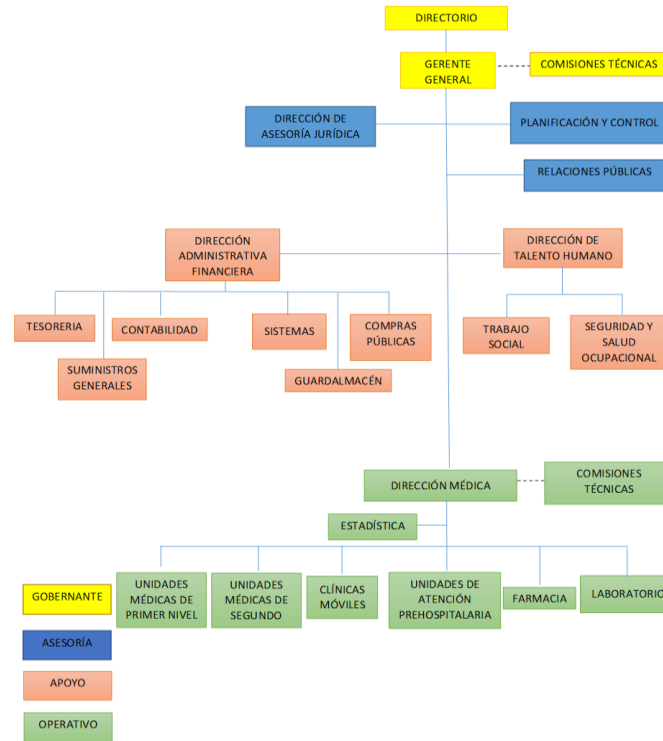 DIRECTORIO
GERENTE
GENERAL
COMISIONES TÉCNICAS
DIRECCIÓN DE
ASESORÍA JURÍDICA
PLANIFICACIÓN Y CONTROL
RELACIONES PÚBLICAS
DIRECCIÓN
ADMINISTRATIVA
FINANCIERA
DIRECCIÓN DE
TALENTO HUMANO
TESORERIA
SUMINISTROS
GENERALES
CONTABILIDAD
SISTEMAS
GUARDALMACÉN
COMPRAS
PÚBLICAS
TRABAJO
SOCIAL
SEGURIDAD Y
SALUD
OCUPACIONAL
DIRECCIÓN MÉDICA
COMISIONES
TÉCNICAS
ESTADÍSTICA
UNIDADES
MÉDICAS DE
PRIMER NIVEL
UNIDADES
MÉDICAS DE
SEGUNDO
CLÍNICAS
MÓVILES
UNIDADES DE
ATENCIÓN
PREHOSPITALARIA
FARMACIA
LABORATORIO
GOBERNANTE
ASESORÍA
APOYO
OPERATIVO